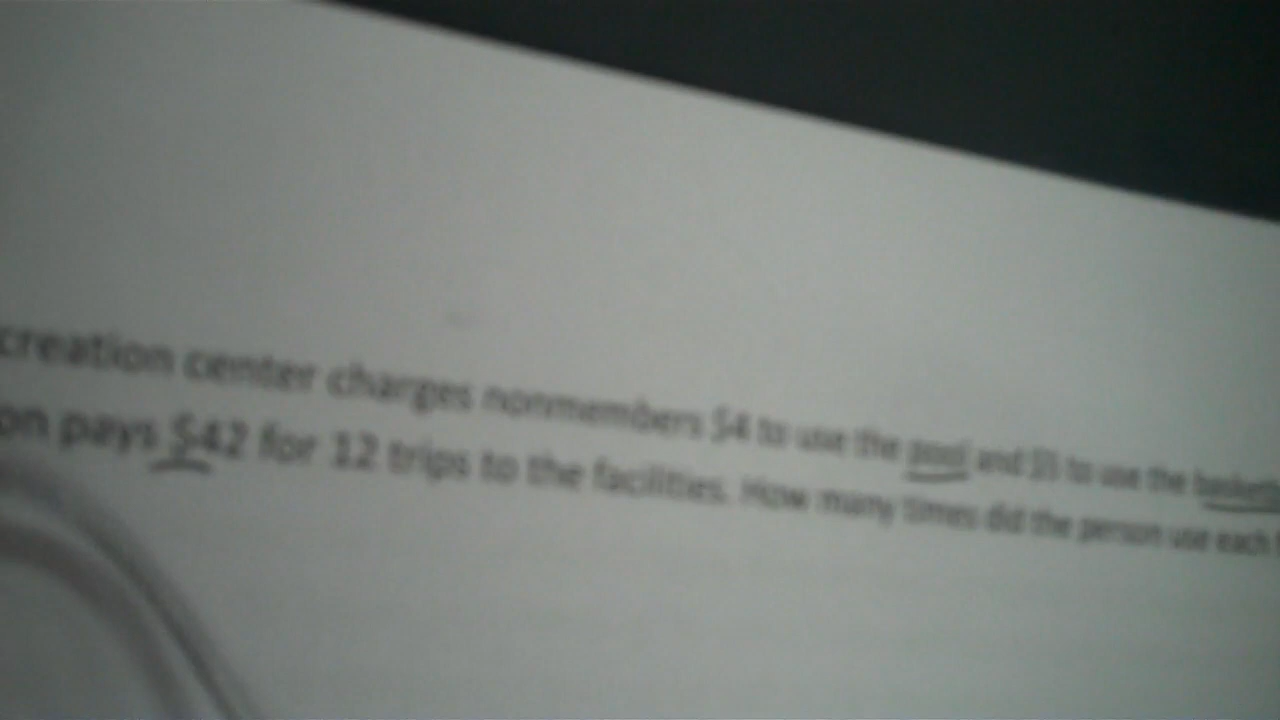 creation center charges nonmembers $4 to use the pool and to use the
on pays $42 for 12 trips to the facilities. How many times did the person use each